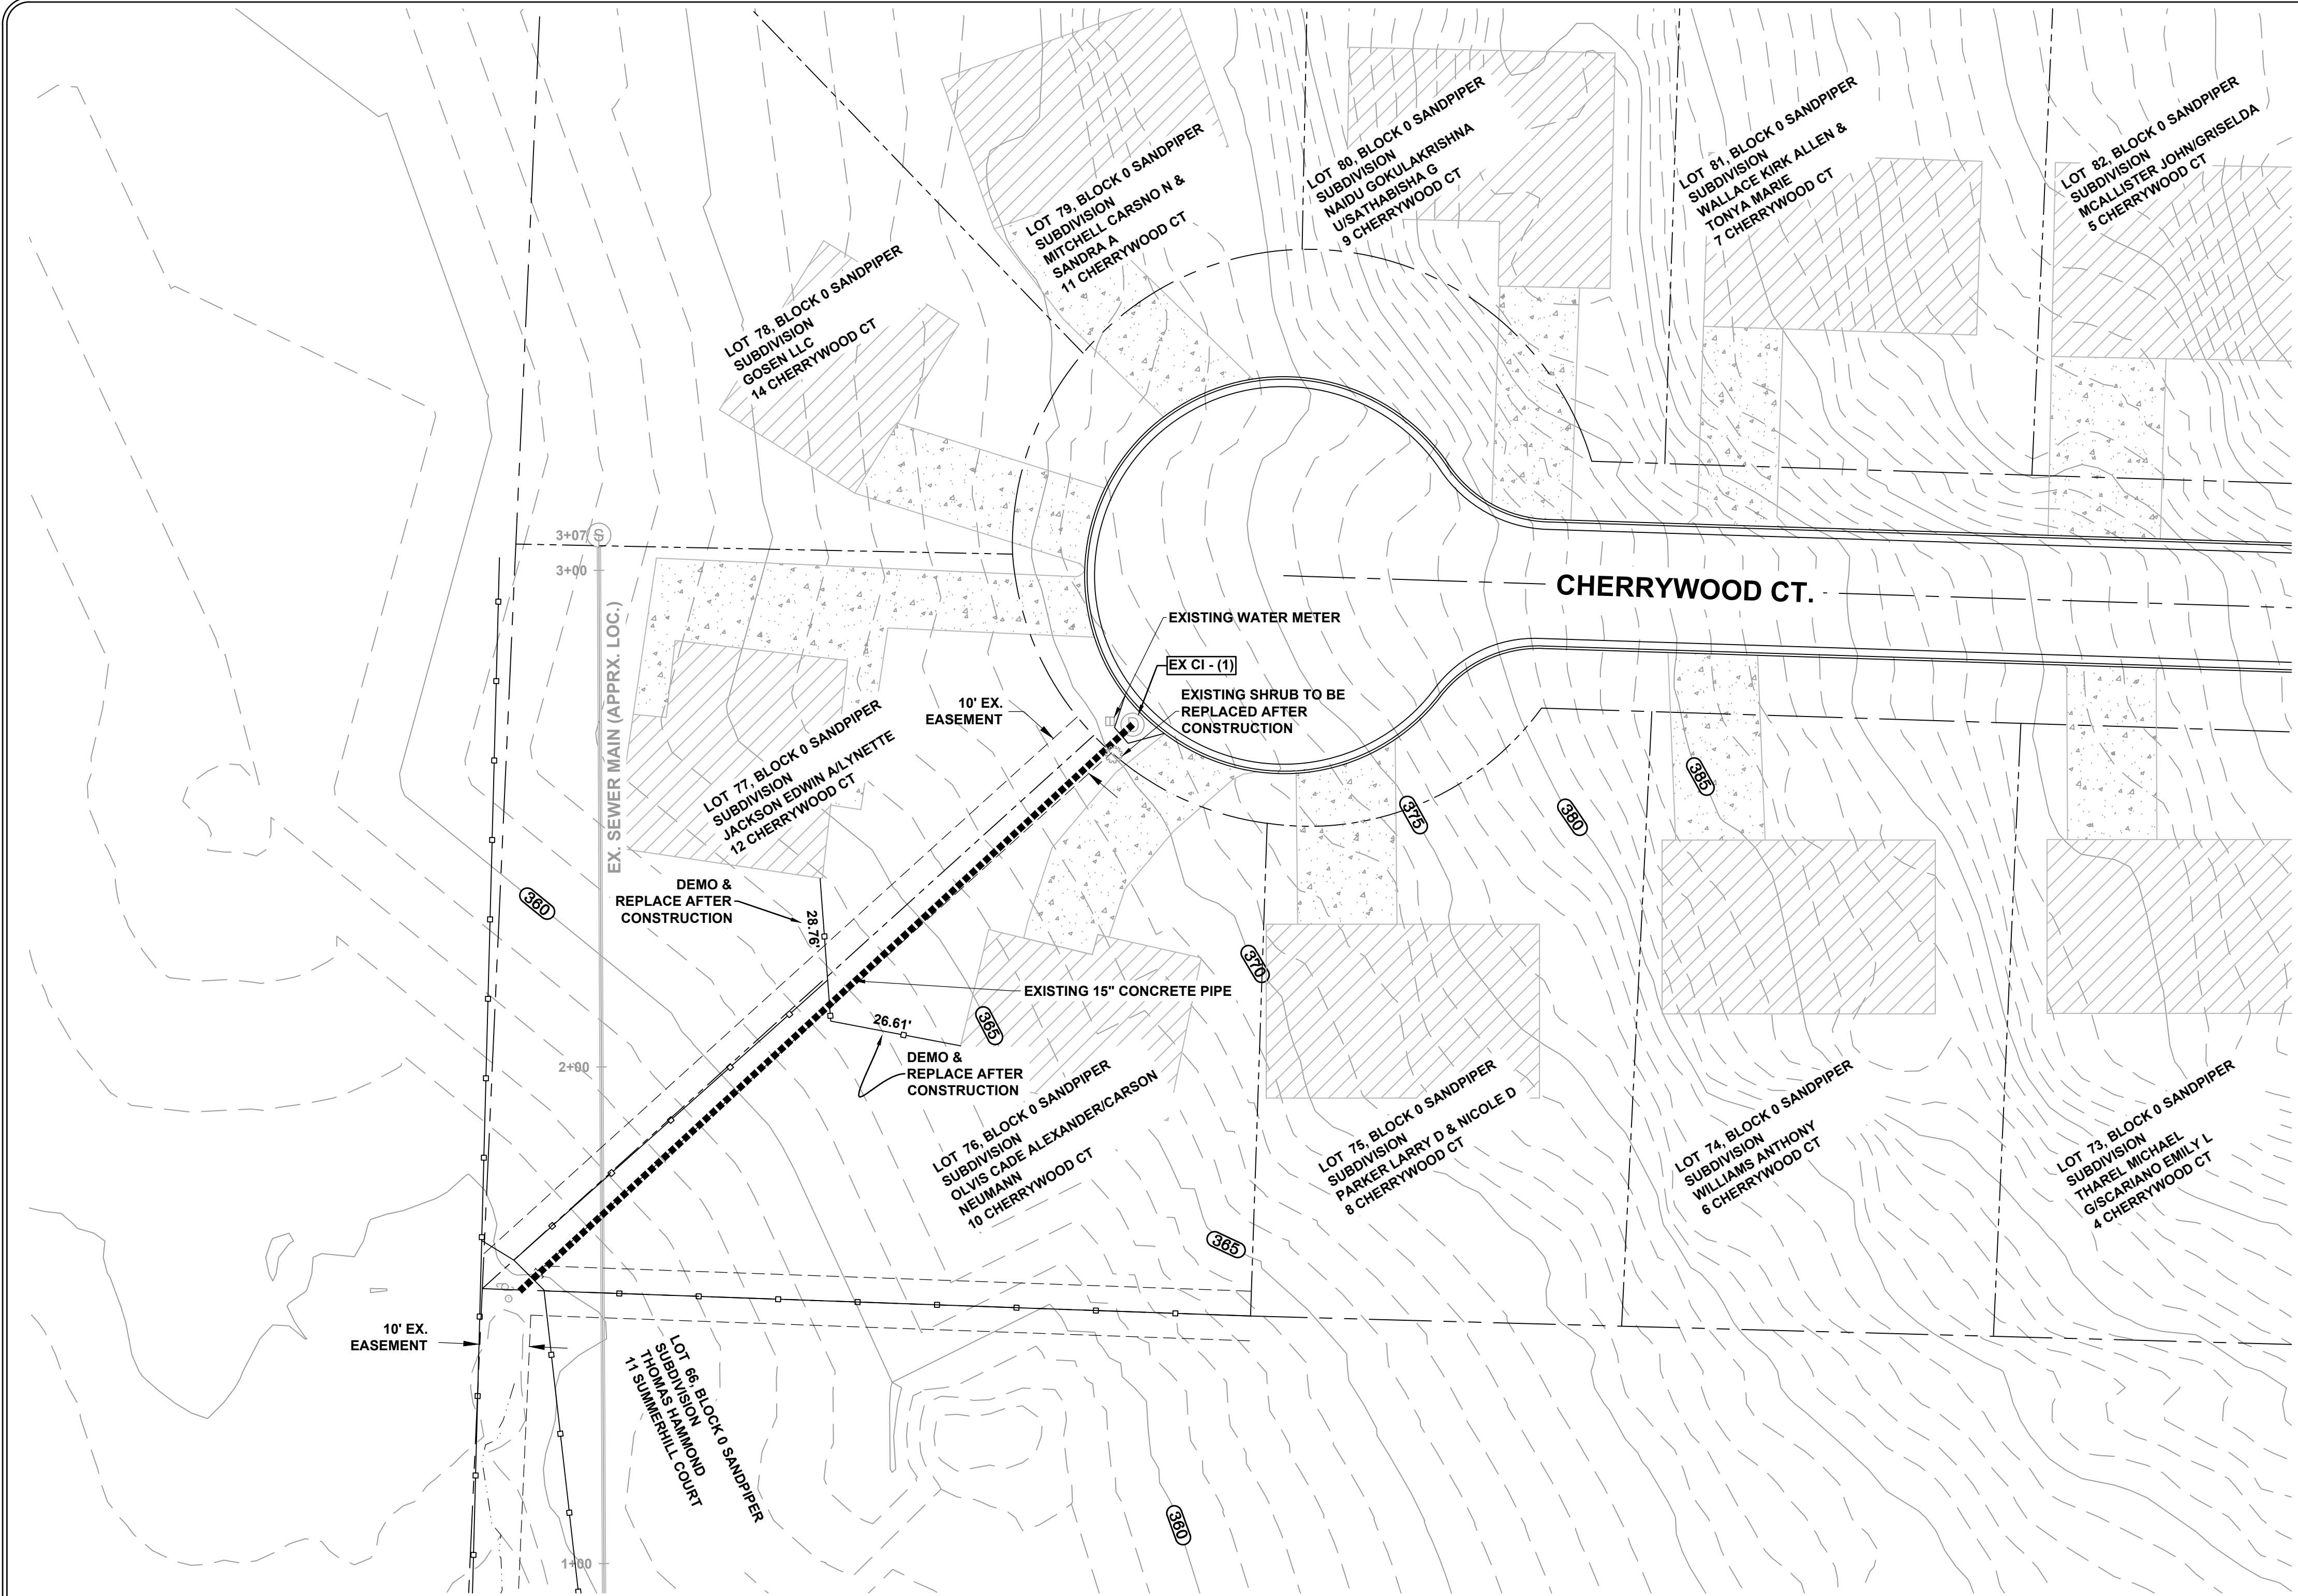 LOT 78, BLOCK 0 SANDPIPER
SUBDIVISION
GOSEN LLC
14 CHERRYWOOD CT
LOT 79, BLOCK 0 SANDPIPER
SUBDIVISION
MITCHELL CARSNO N &
SANDRA A
11 CHERRYWOOD CT
LOT 80, BLOCK 0 SANDPIPER
SUBDIVISION
NAIDU GOKULAKRISHNA
U/SATHABISHA G
9 CHERRYWOOD CT
LOT 81, BLOCK 0 SANDPIPER
SUBDIVISION
WALLACE KIRK ALLEN &
TONYA MARIE
7 CHERRYWOOD CT
LOT 82, BLOCK 0 SANDPIPER
SUBDIVISION
MCALLISTER JOHN/GRISELDA
5 CHERRYWOOD CT
3+07
S
3+00
EX. SEWER MAIN (APPRX. LOC.)
CHERRYWOOD CT.
EXISTING WATER METER
EX CI - (1)
EXISTING SHRUB TO BE
REPLACED AFTER
CONSTRUCTION
10' EX.
EASEMENT
LOT 77, BLOCK 0 SANDPIPER
SUBDIVISION
JACKSON EDWIN A/LYNETTE
12 CHERRYWOOD CT
385
375
380
360
DEMO &
REPLACE AFTER
CONSTRUCTION
28.76'
370
EXISTING 15" CONCRETE PIPE
365
26.61'
DEMO &
REPLACE AFTER
CONSTRUCTION
2+00
LOT 76, BLOCK 0 SANDPIPER
SUBDIVISION
OLVIS CADE ALEXANDER/CARSON
NEUMANN
10 CHERRYWOOD CT
LOT 75, BLOCK 0 SANDPIPER
SUBDIVISION
PARKER LARRY D & NICOLE D
8 CHERRYWOOD CT
LOT 74, BLOCK 0 SANDPIPER
SUBDIVISION
WILLIAMS ANTHONY
6 CHERRYWOOD CT
LOT 73, BLOCK 0 SANDPIPER
SUBDIVISION
THAREL MICHAEL
G/SCARIANO EMILY L
4 CHERRYWOOD CT
365
10' EX.
EASEMENT
LOT 66, BLOCK 0 SANDPIPER
SUBDIVISION
THOMAS HAMMOND
11 SUMMERHILL COURT
360
1+00